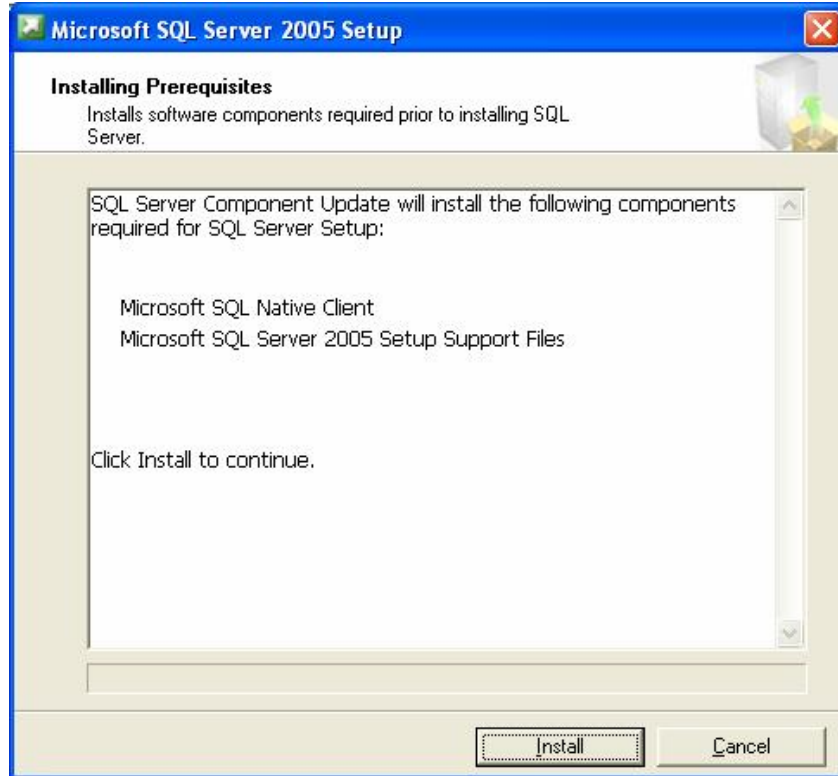 Microsoft SQL Server 2005 Setup
Installing Prerequisites
Installs software components required prior to installing SQL
Server.
SQL Server Component Update will install the following components
required for SQL Server Setup:
Microsoft SQL Native Client
Microsoft SQL Server 2005 Setup Support Files
Click Install to continue.
Install
Cancel